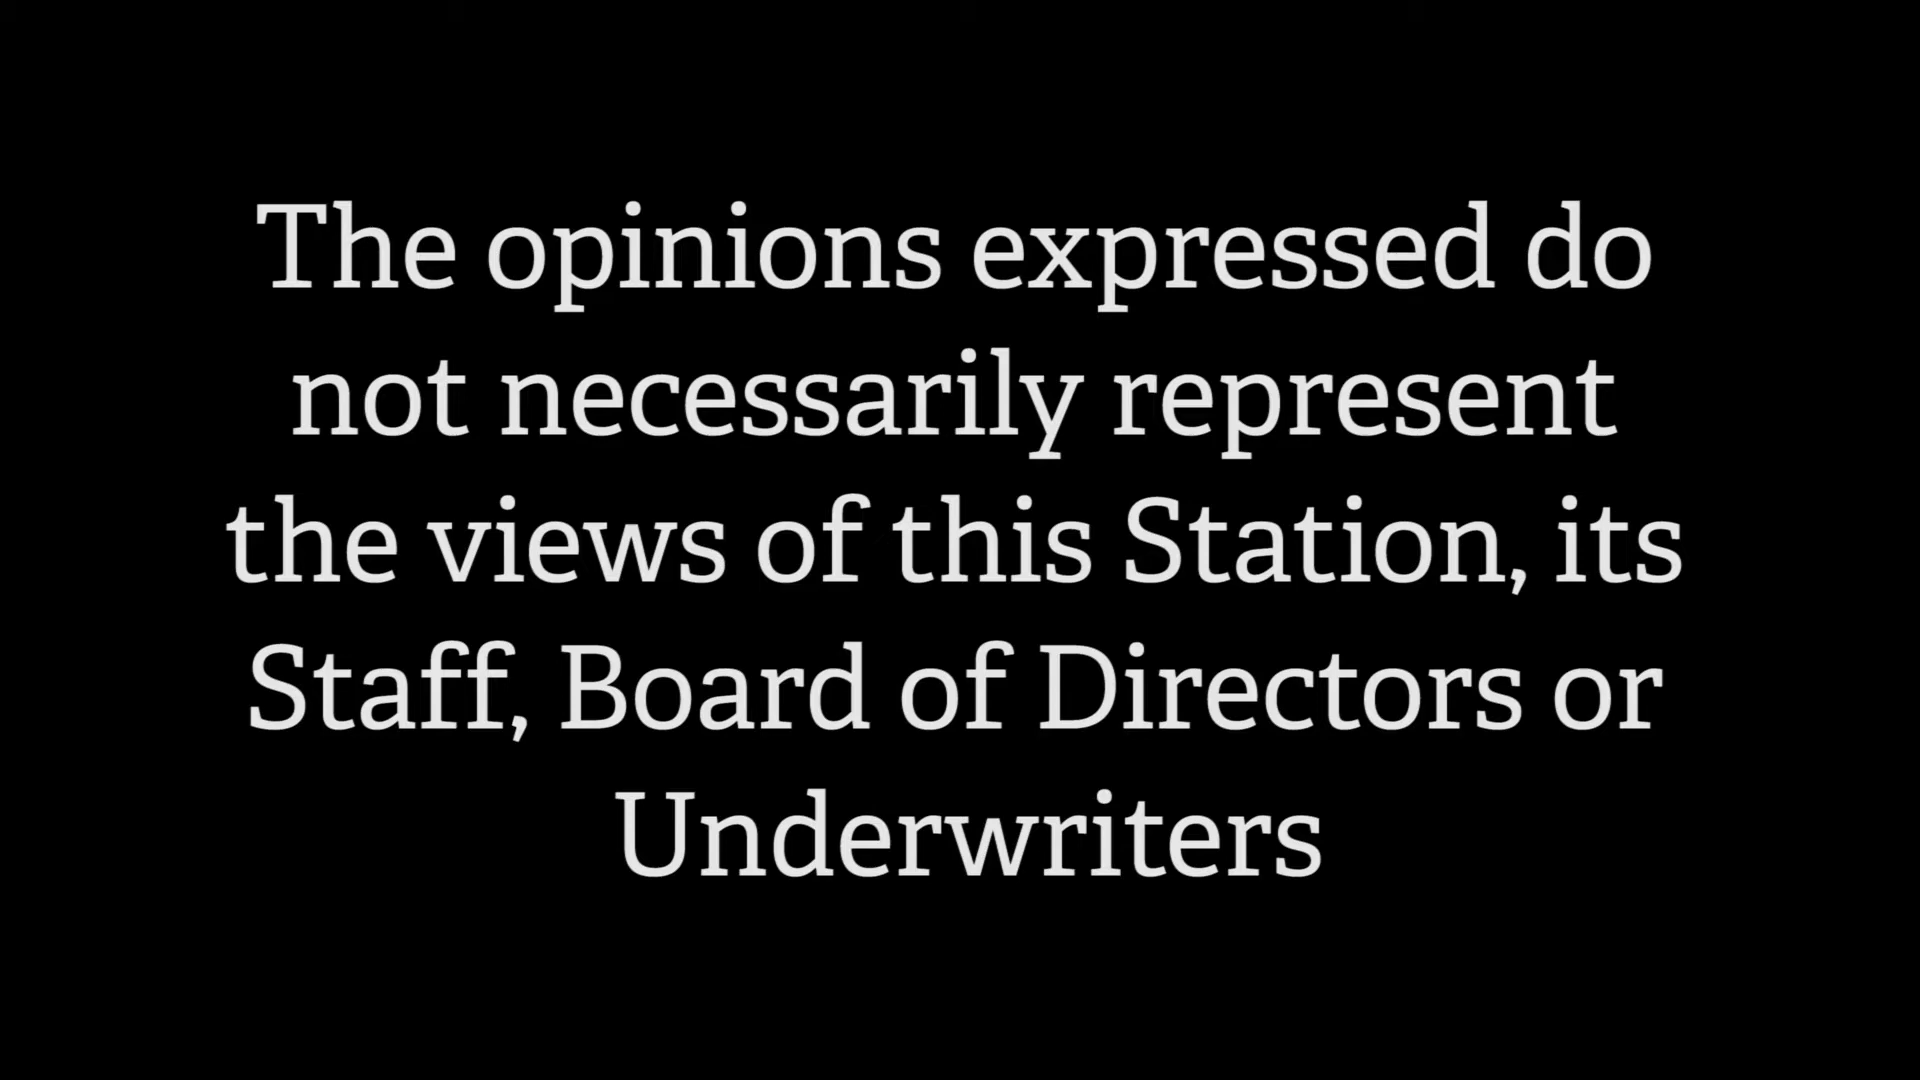 The opinions expressed do
not necessarily represent
the views of this Station, its
Staff, Board of Directors or
Underwriters